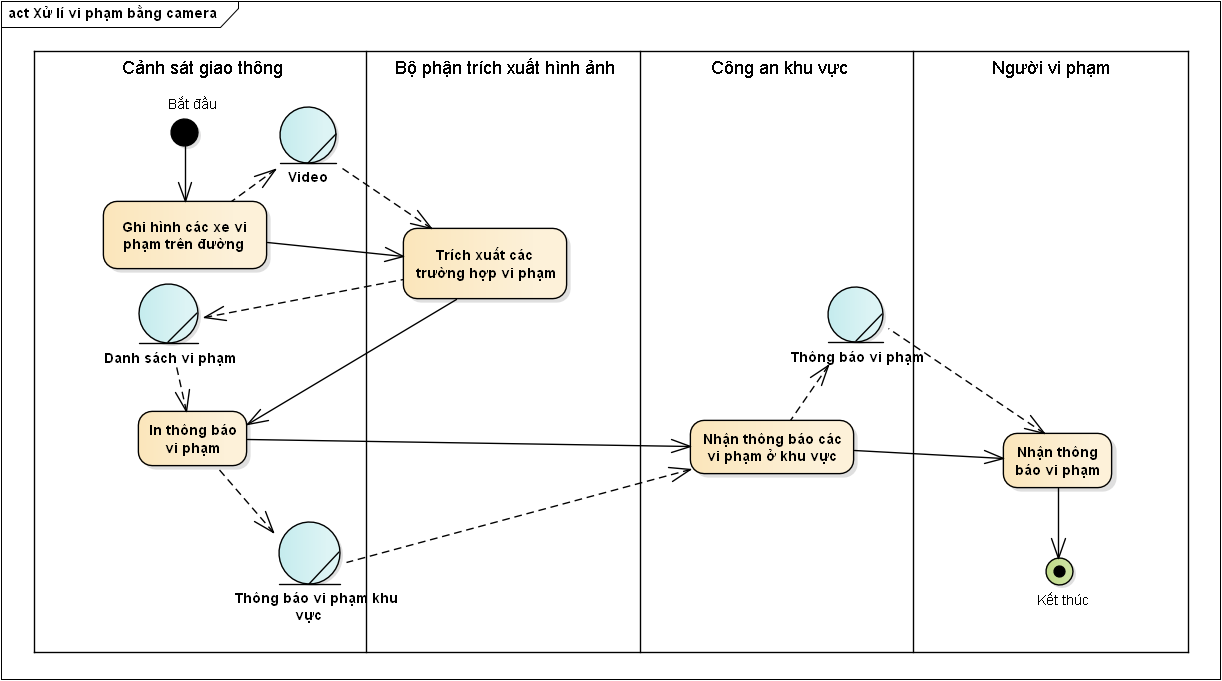 act Xử lí vi phạm bằng camera
Cảnh sát giao thông
Bộ phận trích xuất hình ảnh
Công an khu vực
Người vi phạm
Bắt đầu
Video
Ghi hình các xe vi
phạm trên đường
Trích xuất các
trường hợp vi phạm
Danh sách vi phạm
Thông báo vi phạm
In thông báo
vi phạm
Nhận thông báo các
vi phạm ở khu vực
Nhận thông
báo vi phạm
Thông báo vi phạm khu
vực
Kết thúc